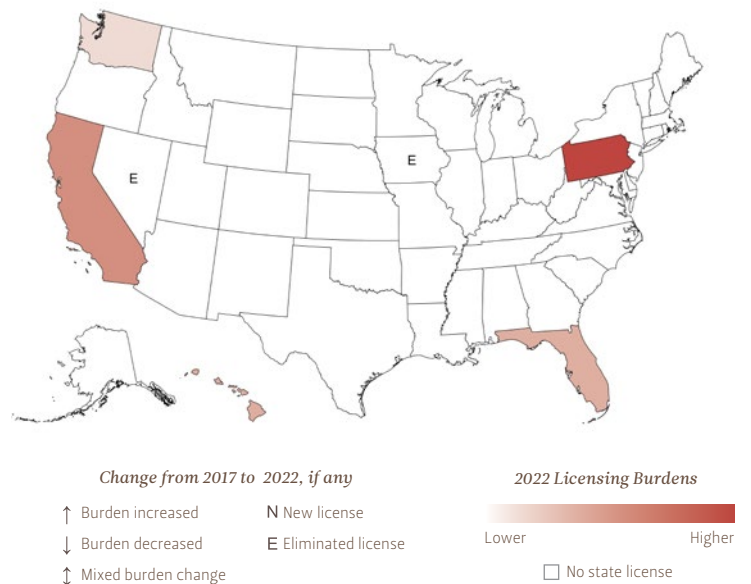 E
E
Change from 2017 to 2022, if any
↑ Burden increased
↓ Burden decreased
↕ Mixed burden change
N New license
E Eliminated license
2022 Licensing Burdens
Lower Higher
No state license